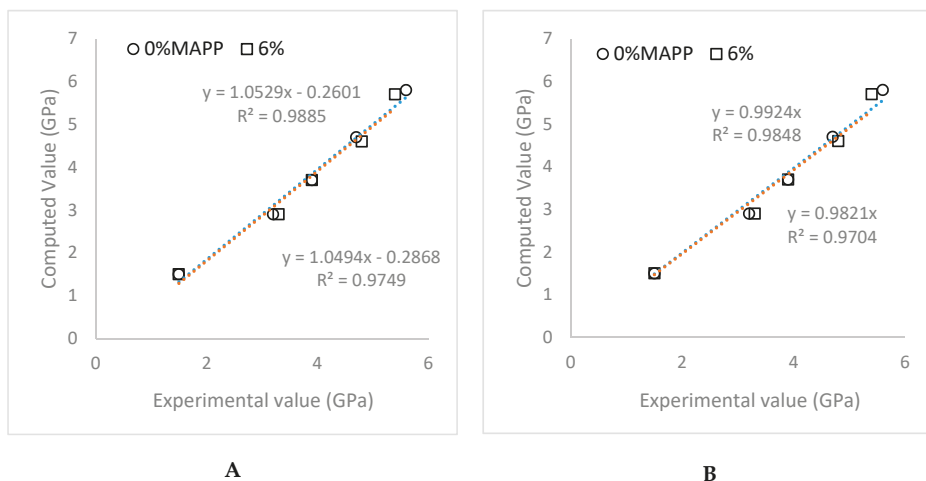 7
6
5
4
3
2
1
0
0 2 4 6
Computed Value (GPa)
Experimental value (GPa)
0%MAPP 6%
y = 1.0529x - 0.2601
R² = 0.9885
y = 1.0494x - 0.2868
R² = 0.9749
A
7
6
5
4
3
2
1
0
0 2 4 6
Computed Value (GPa)
Experimental value (GPa)
0%MAPP 6%
y = 0.9924x
R² = 0.9848
y = 0.9821x
R² = 0.9704
B